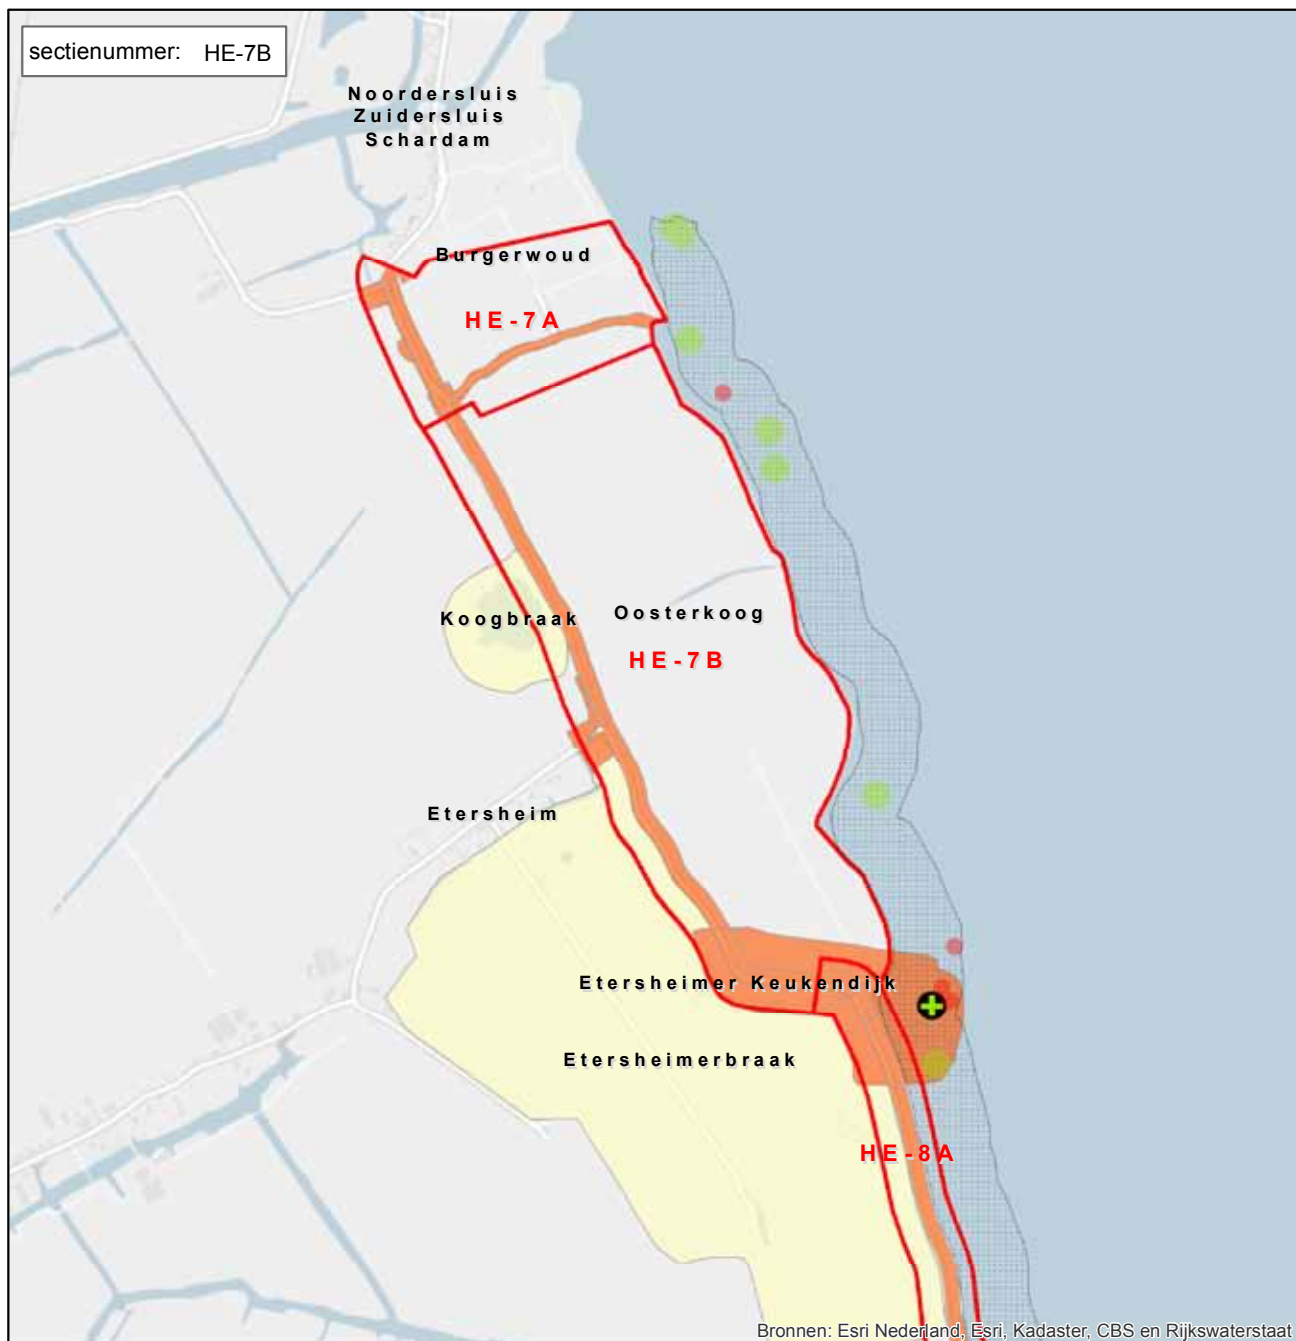 sectienummer: HE-7B
Noordersluis
Zuidersluis
Schardam
Burgerwoud
HE-7A
Koogbraak
Oosterkoog
HE-7B
Etersheim
Etersheimer Keukendijk
Etersheimerbraak
HE-8A
Bronnen: Esri Nederland, Esri, Kadaster, CBS en Rijkswaterstaat